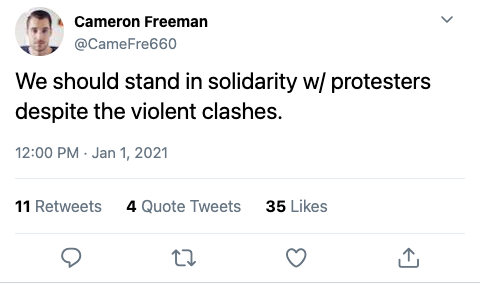 Cameron Freeman
@CameFre660
We should stand in solidarity w/ protesters
despite the violent clashes.
12:00 PM · Jan 1, 2021
11 Retweets 4 Quote Tweets 35 Likes